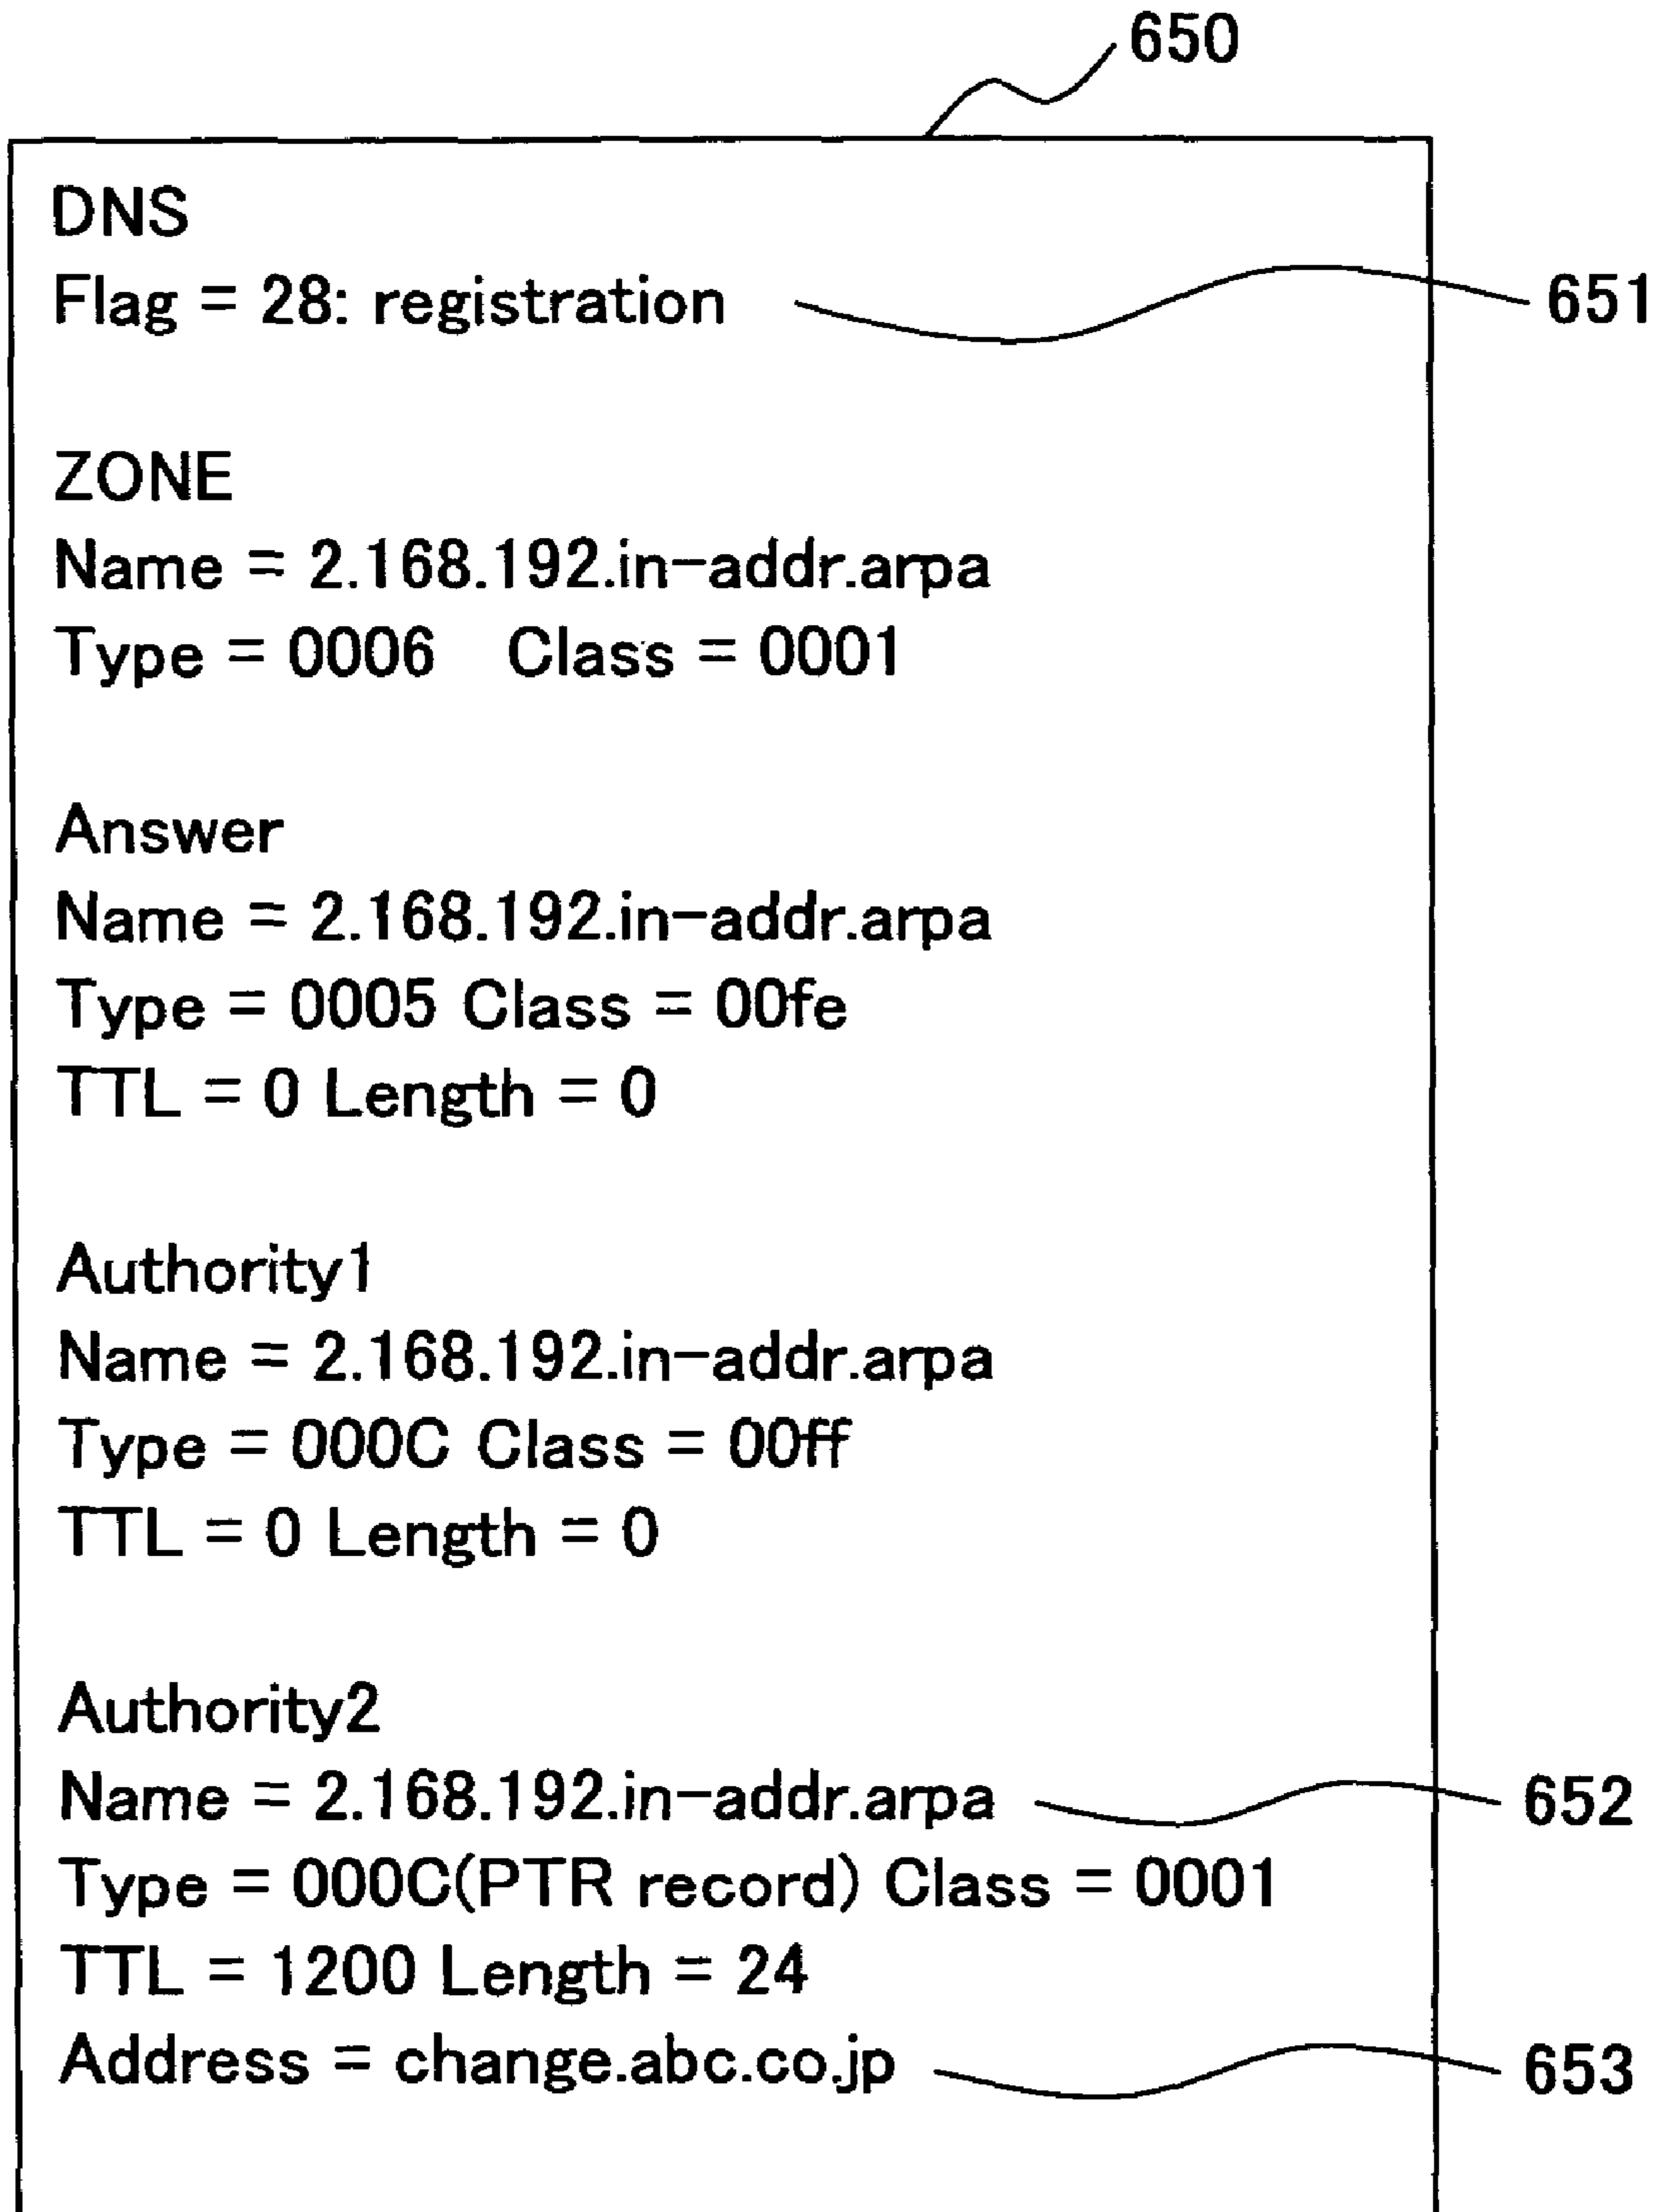 650
DNS
Flag = 28: registration
651
ZONE
Name = 2.168.192.in-addr.arpa
Type = 0006 Class = 0001
Answer
Name = 2.168.192.in-addr.arpa
Type = 0005 Class = 00fe
TTL = 0 Length = 0
Authority1
Name = 2.168.192.in-addr.arpa
Type = 000C Class = 00ff
TTL = 0 Length = 0
Authority2
Name = 2.168.192.in-addr.arpa
652
Type = 000C(PTR record) Class = 0001
TTL = 1200 Length = 24
Address = change.abc.co.jp
653